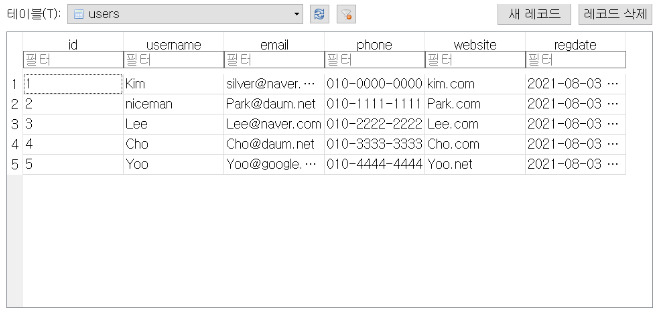 테이블(T): users 새 레코드 레코드 삭제
id username email phone website regdate
필터 필터 필터 필터 필터 필터
1 1 Kim silver@naver. ⋯ 010-0000-0000 kim.com 2021-08-03 ⋯
2 2 niceman Park@daum.net 010-1111-1111 Park.com 2021-08-03 ⋯
3 3 Lee Lee@naver.com 010-2222-2222 Lee.com 2021-08-03 ⋯
4 4 Cho Cho@daum.net 010-3333-3333 Cho.com 2021-08-03 ⋯
5 5 Yoo Yoo@google. ⋯ 010-4444-4444 Yoo.net 2021-08-03 ⋯